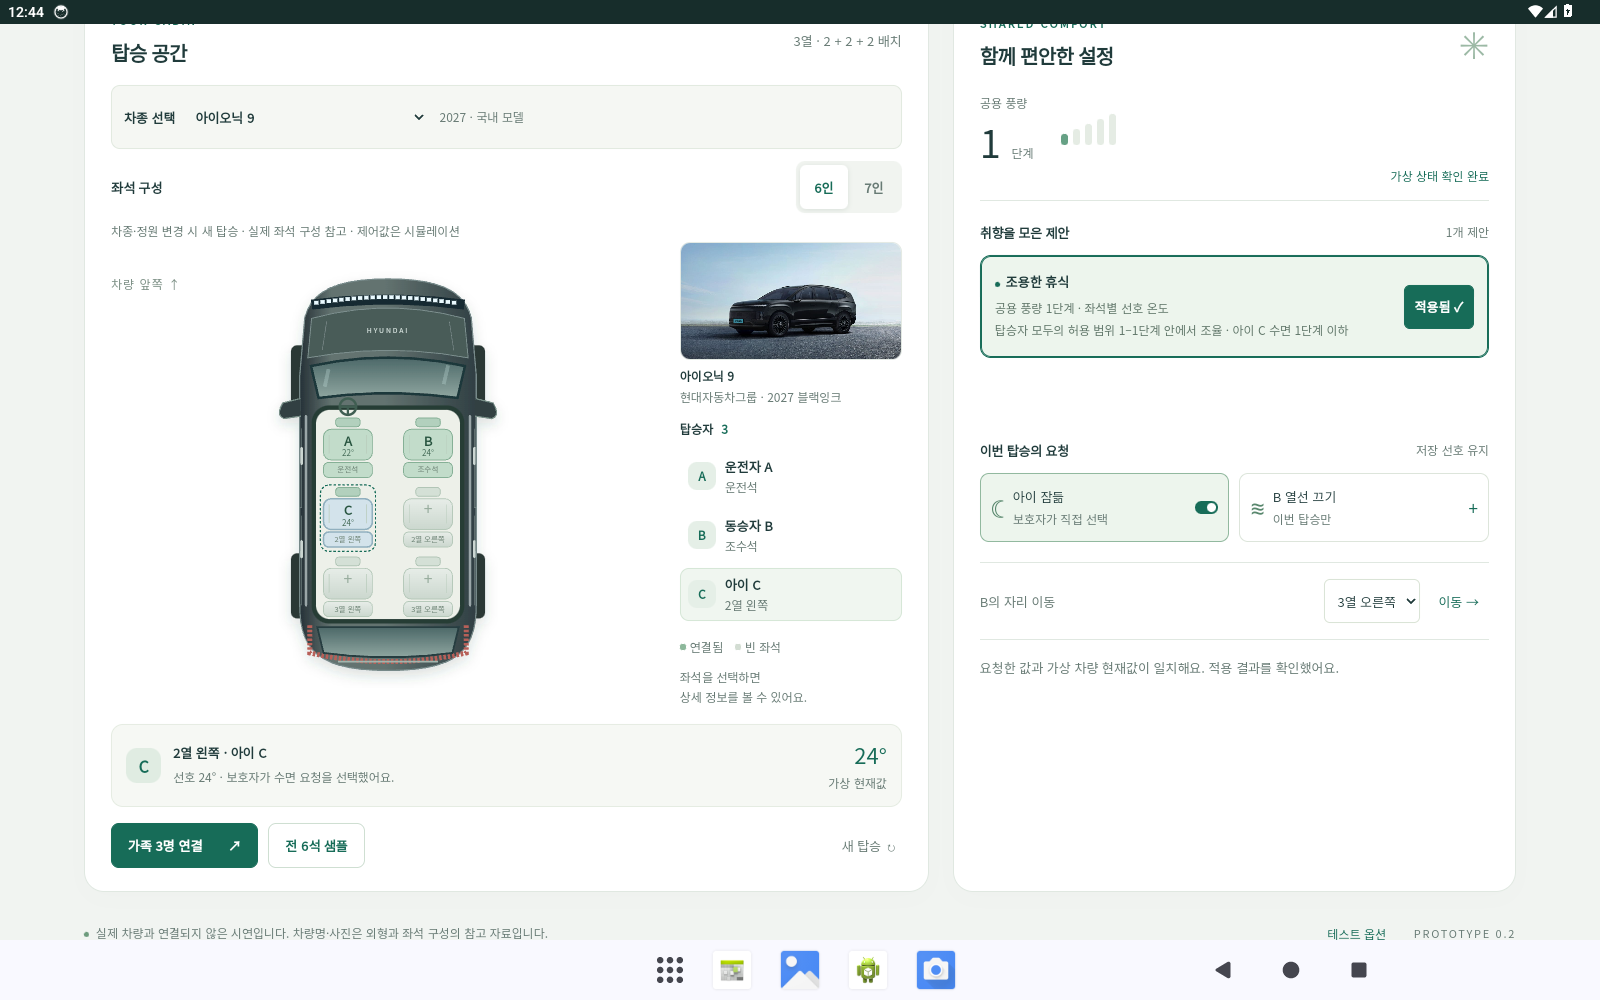 12:44
탑승 공간
3열 · 2 + 2 + 2 배치
차종 선택
아이오닉 9
2027 · 국내 모델
좌석 구성
6인
7인
차종·정원 변경 시 새 탑승 · 실제 좌석 구성 참고 · 제어값은 시뮬레이션
차량 앞쪽 ↑
HYUNDAI
A
22°
운전석
B
24°
조수석
C
24°
2열 왼쪽
+
2열 오른쪽
+
3열 왼쪽
+
3열 오른쪽
아이오닉 9
현대자동차그룹 · 2027 블랙잉크
탑승자 3
A
운전자 A
운전석
B
동승자 B
조수석
C
아이 C
2열 왼쪽
연결됨
빈 좌석
좌석을 선택하면
상세 정보를 볼 수 있어요.
C
2열 왼쪽 · 아이 C
선호 24° · 보호자가 수면 요청을 선택했어요.
24°
가상 현재값
가족 3명 연결 ↗
전 6석 샘플
새 탑승 ↻
SHARED COMFORT
함께 편안한 설정
공용 풍량
1 단계
가상 상태 확인 완료
취향을 모은 제안
1개 제안
조용한 휴식
공용 풍량 1단계 · 좌석별 선호 온도
탑승자 모두의 허용 범위 1–1단계 안에서 조율 · 아이 C 수면 1단계 이하
적용됨 ✓
이번 탑승의 요청
저장 선호 유지
아이 잠듦
보호자가 직접 선택
B 열선 끄기
이번 탑승만
+
B의 자리 이동
3열 오른쪽
이동 →
요청한 값과 가상 차량 현재값이 일치해요. 적용 결과를 확인했어요.
실제 차량과 연결되지 않은 시연입니다. 차량명·사진은 외형과 좌석 구성의 참고 자료입니다.
테스트 옵션
PROTOTYPE 0.2